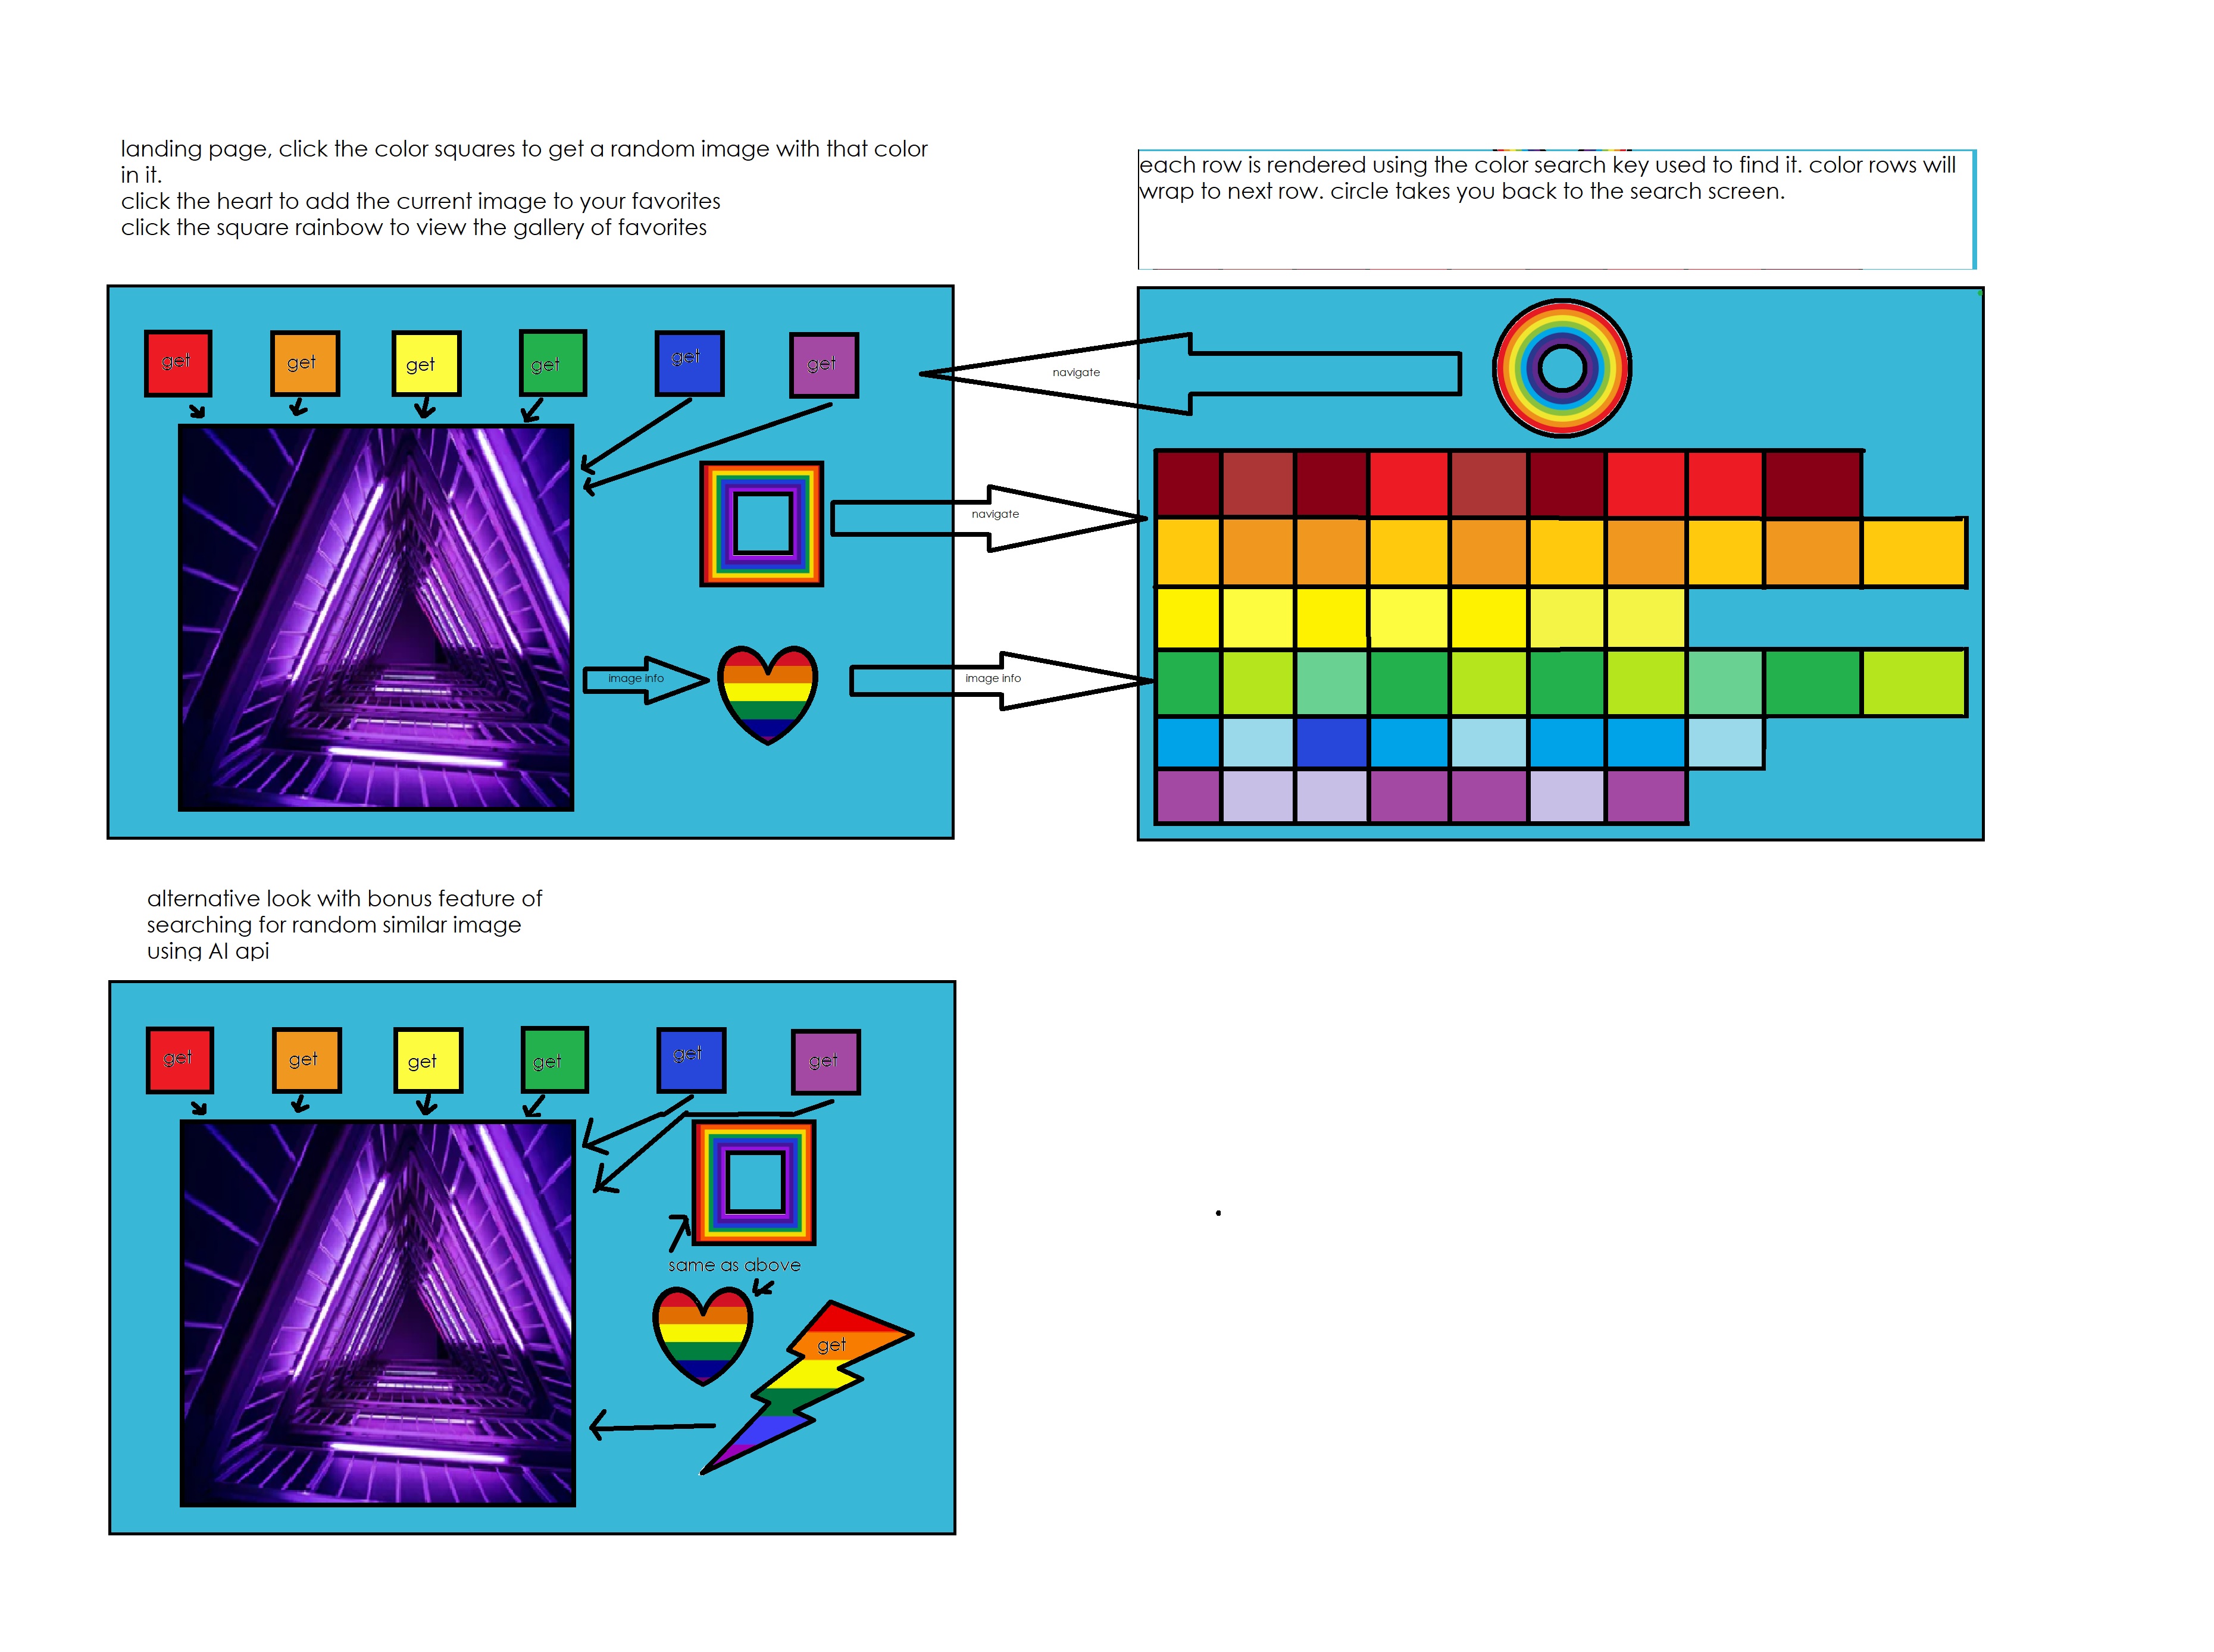 landing page, click the color squares to get a random image with that color
in it.
click the heart to add the current image to your favorites
click the square rainbow to view the gallery of favorites
each row is rendered using the color search key used to find it. color rows will
wrap to next row. circle takes you back to the search screen.
get
get
get
get
get
get
navigate
navigate
image info
image info
alternative look with bonus feature of
searching for random similar image
using AI api
get
get
get
get
get
get
same as above
get